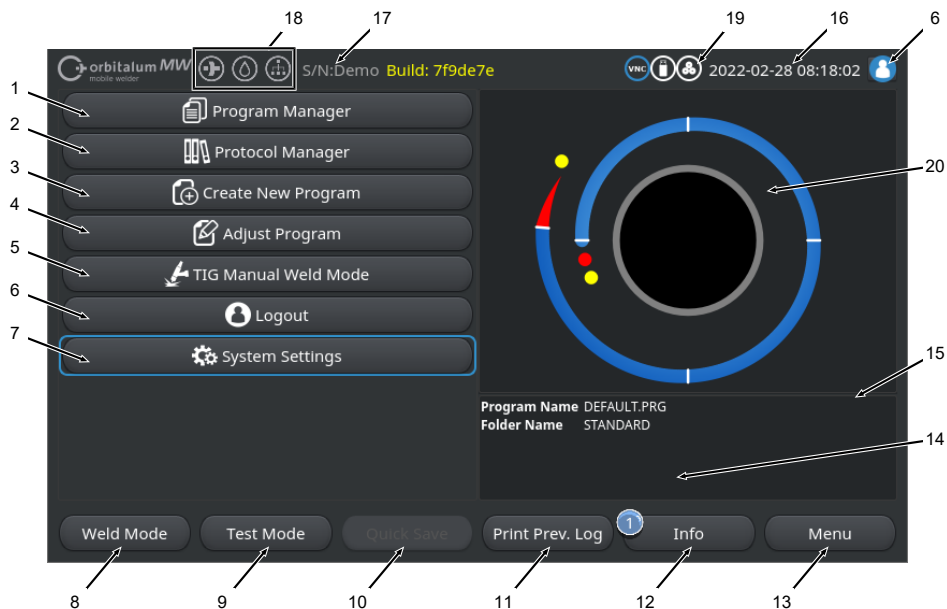 18 17 19 16 6
orbitalum MW
mobile welder
S/N:Demo Build: 7f9de7e
VNC
2022-02-28 08:18:02
1
Program Manager
2
Protocol Manager
3
Create New Program
20
4
Adjust Program
5
TIG Manual Weld Mode
6
Logout
7
System Settings
15
Program Name DEFAULT.PRG
Folder Name STANDARD
14
Weld Mode
Test Mode
Quick Save
Print Prev. Log
1
Info
Menu
8 9 10 11 12 13